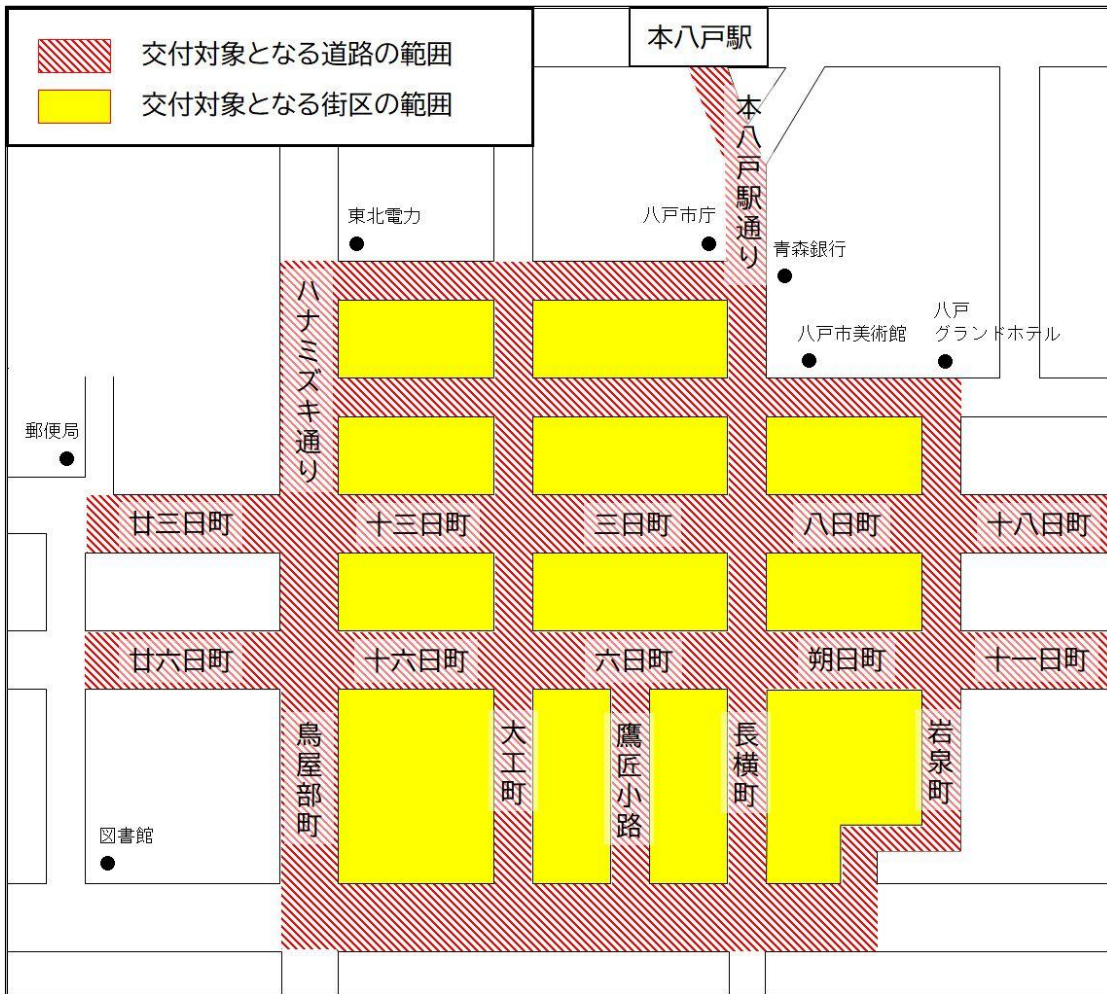 交付対象となる道路の範囲
交付対象となる街区の範囲
本八戸駅
本八戸駅通り
東北電力
八戸市庁
青森銀行
ハナミズキ通り
八戸市美術館
八戸
グランドホテル
郵便局
廿三日町
十三日町
三日町
八日町
十八日町
廿六日町
十六日町
六日町
朔日町
十一日町
鳥屋部町
大工町
鷹匠小路
長横町
岩泉町
図書館